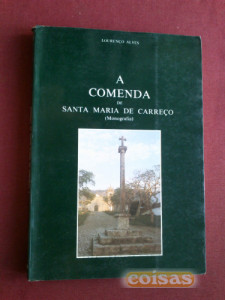 LOURENÇO ALVES
A
COMENDA
DE
SANTA MARIA DE CARREÇO
(Monografia)
coisas